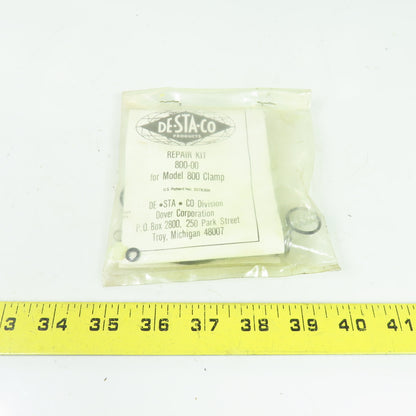 DE-STA-CO
PRODUCTS
REPAIR KIT
800-00
for Model 800 Clamp
DE • STA • CO Division
Dover Corporation
P.O. Box 2800, 250 Park Street
Troy, Michigan 48007
3 34 35 36 37 38 39 40 41